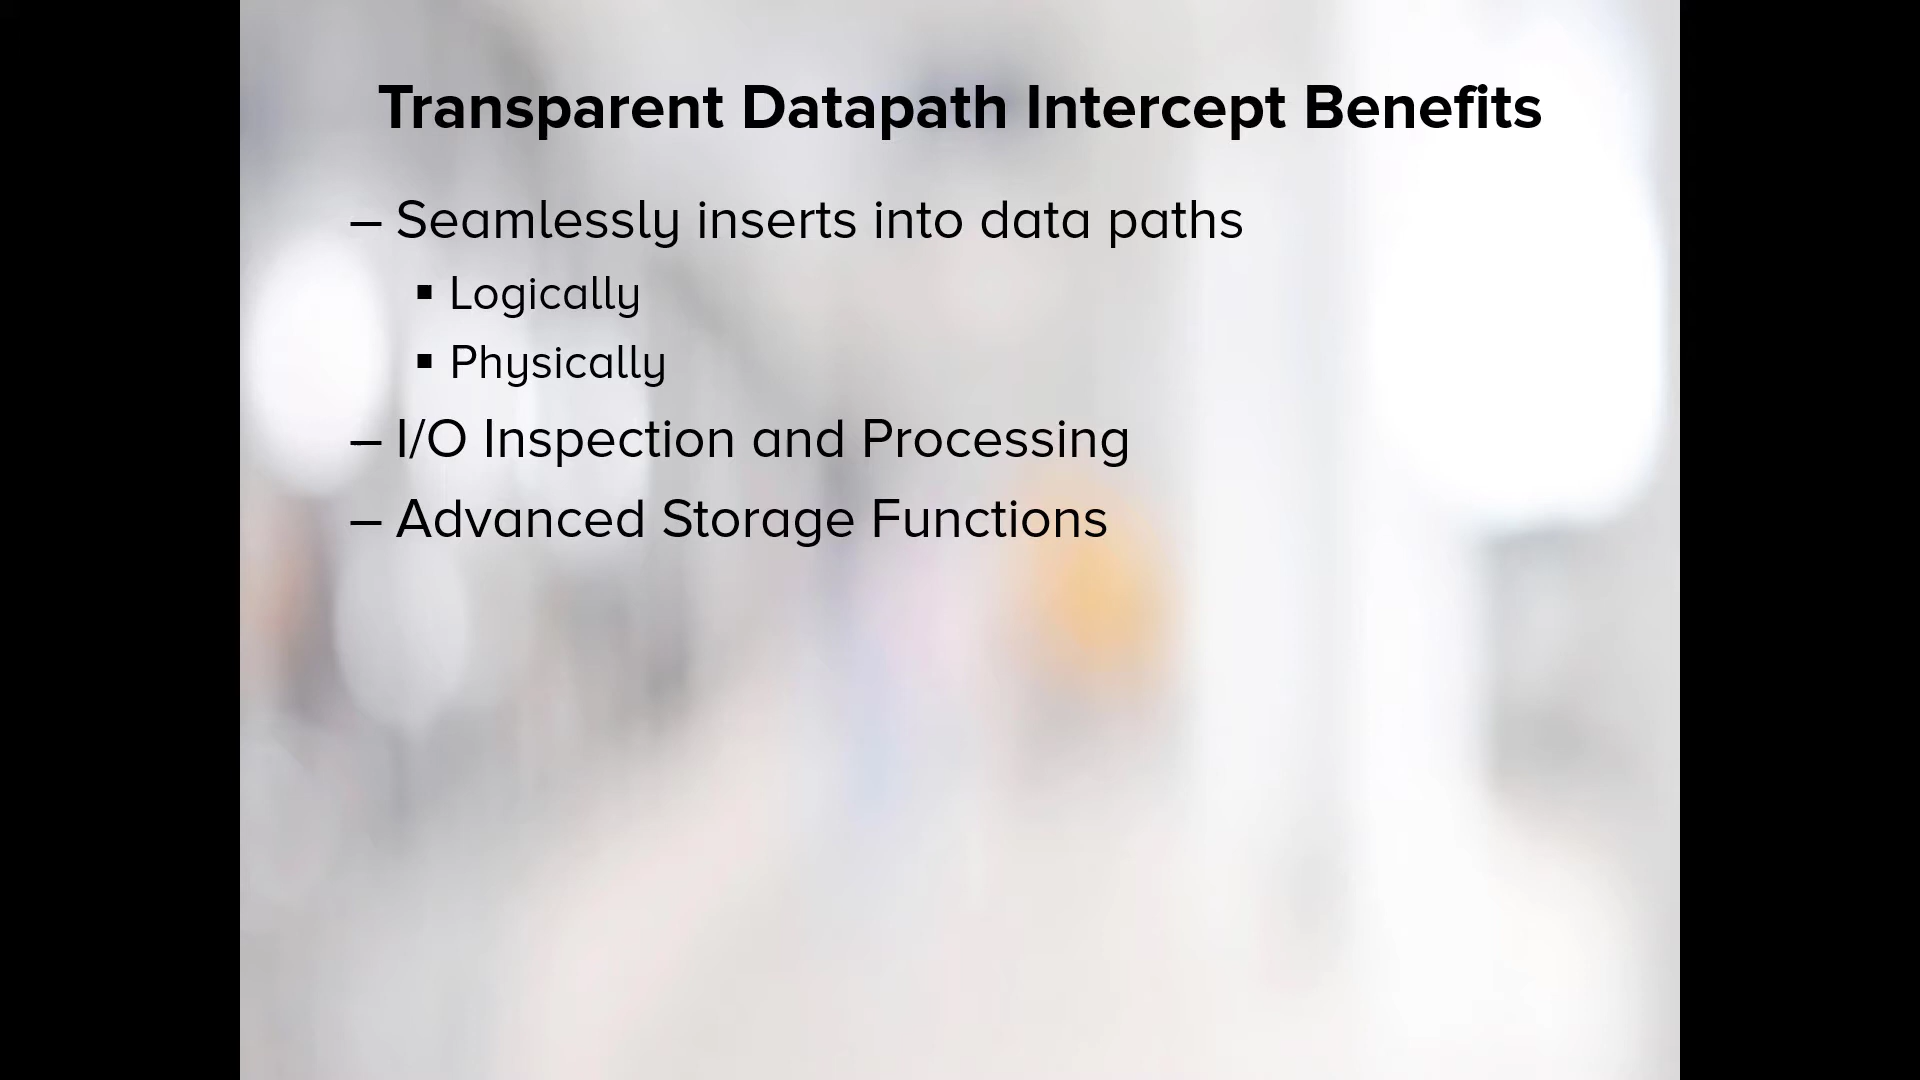 Transparent Datapath Intercept Benefits
– Seamlessly inserts into data paths
▪ Logically
▪ Physically
– I/O Inspection and Processing
– Advanced Storage Functions